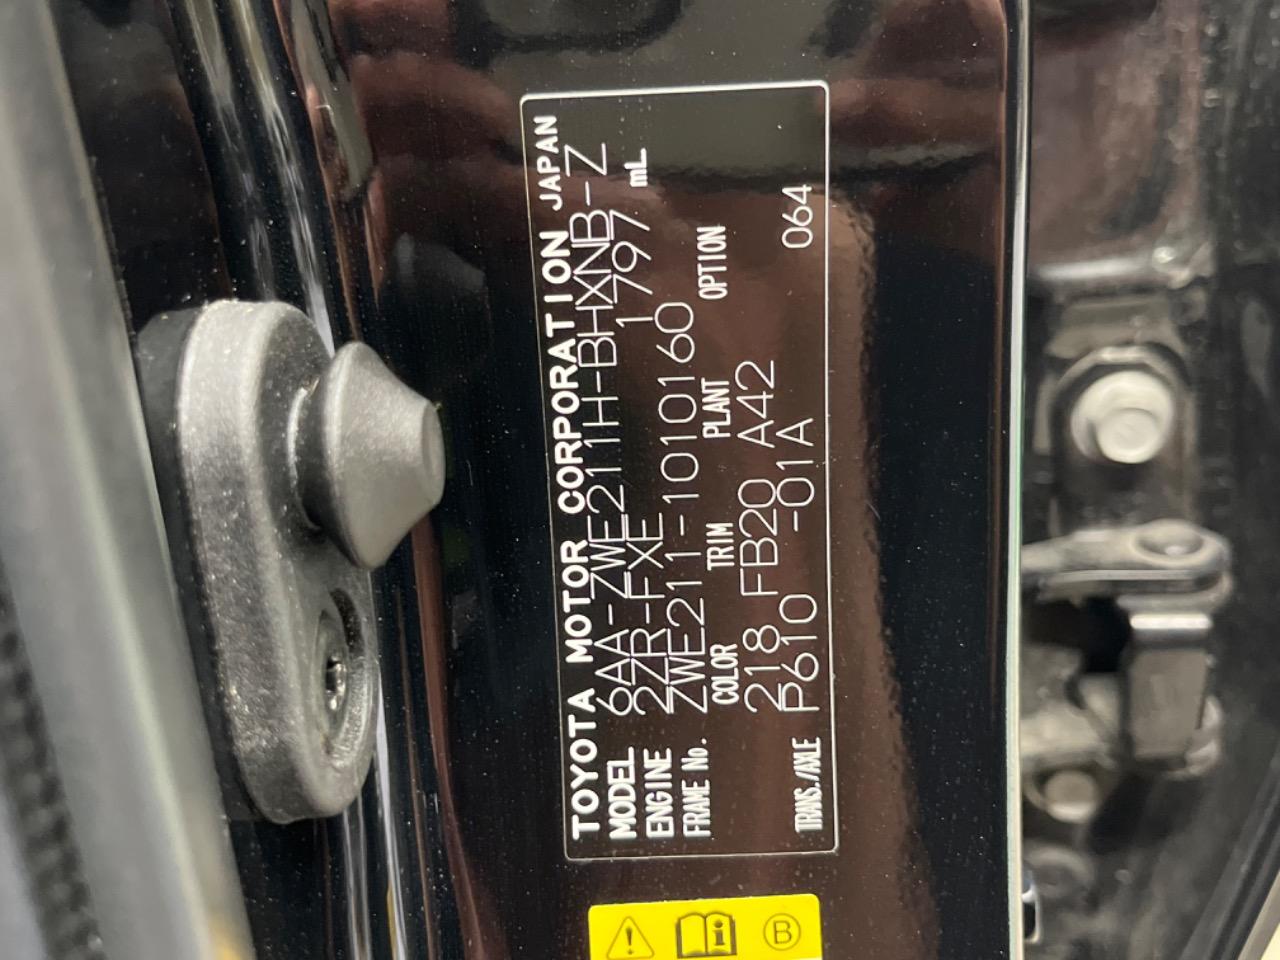 TOYOTA MOTOR CORPORATION JAPAN
MODEL 6AA-ZWE211H-BHXNB-Z
ENGINE 2ZR-FXE 1797 mL
FRAME No. ZWE211-1010160
COLOR TRIM PLANT OPTION
218 FB20 A42
TRANS./AXLE P610 -01A 064
B